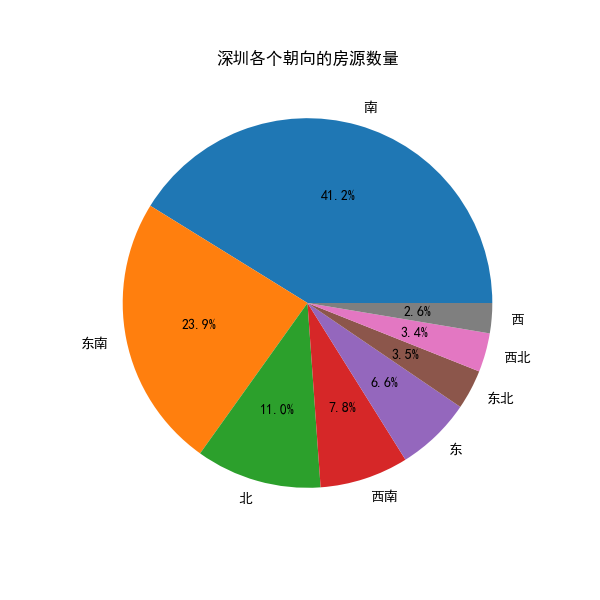 深圳各个朝向的房源数量
南
41.2%
东南
23.9%
北
11.0%
西南
7.8%
东
6.6%
东北
3.5%
西北
3.4%
西
2.6%